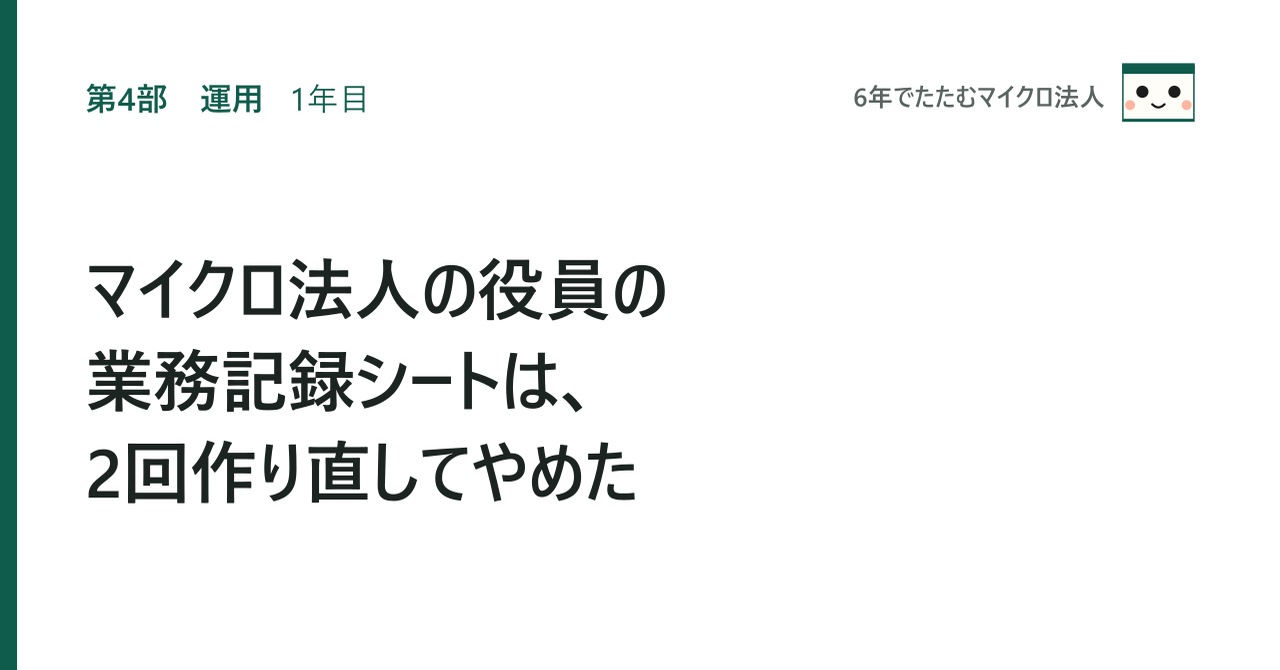 第4部　運用　1年目
6年でたたむマイクロ法人
マイクロ法人の役員の
業務記録シートは、
2回作り直してやめた